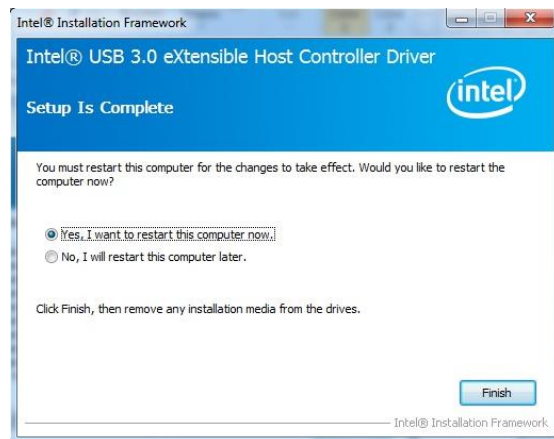 Intel® Installation Framework
Intel® USB 3.0 eXtensible Host Controller Driver
Setup Is Complete
intel
You must restart this computer for the changes to take effect. Would you like to restart the
computer now?
Yes, I want to restart this computer now.
No, I will restart this computer later.
Click Finish, then remove any installation media from the drives.
Finish
Intel® Installation Framework